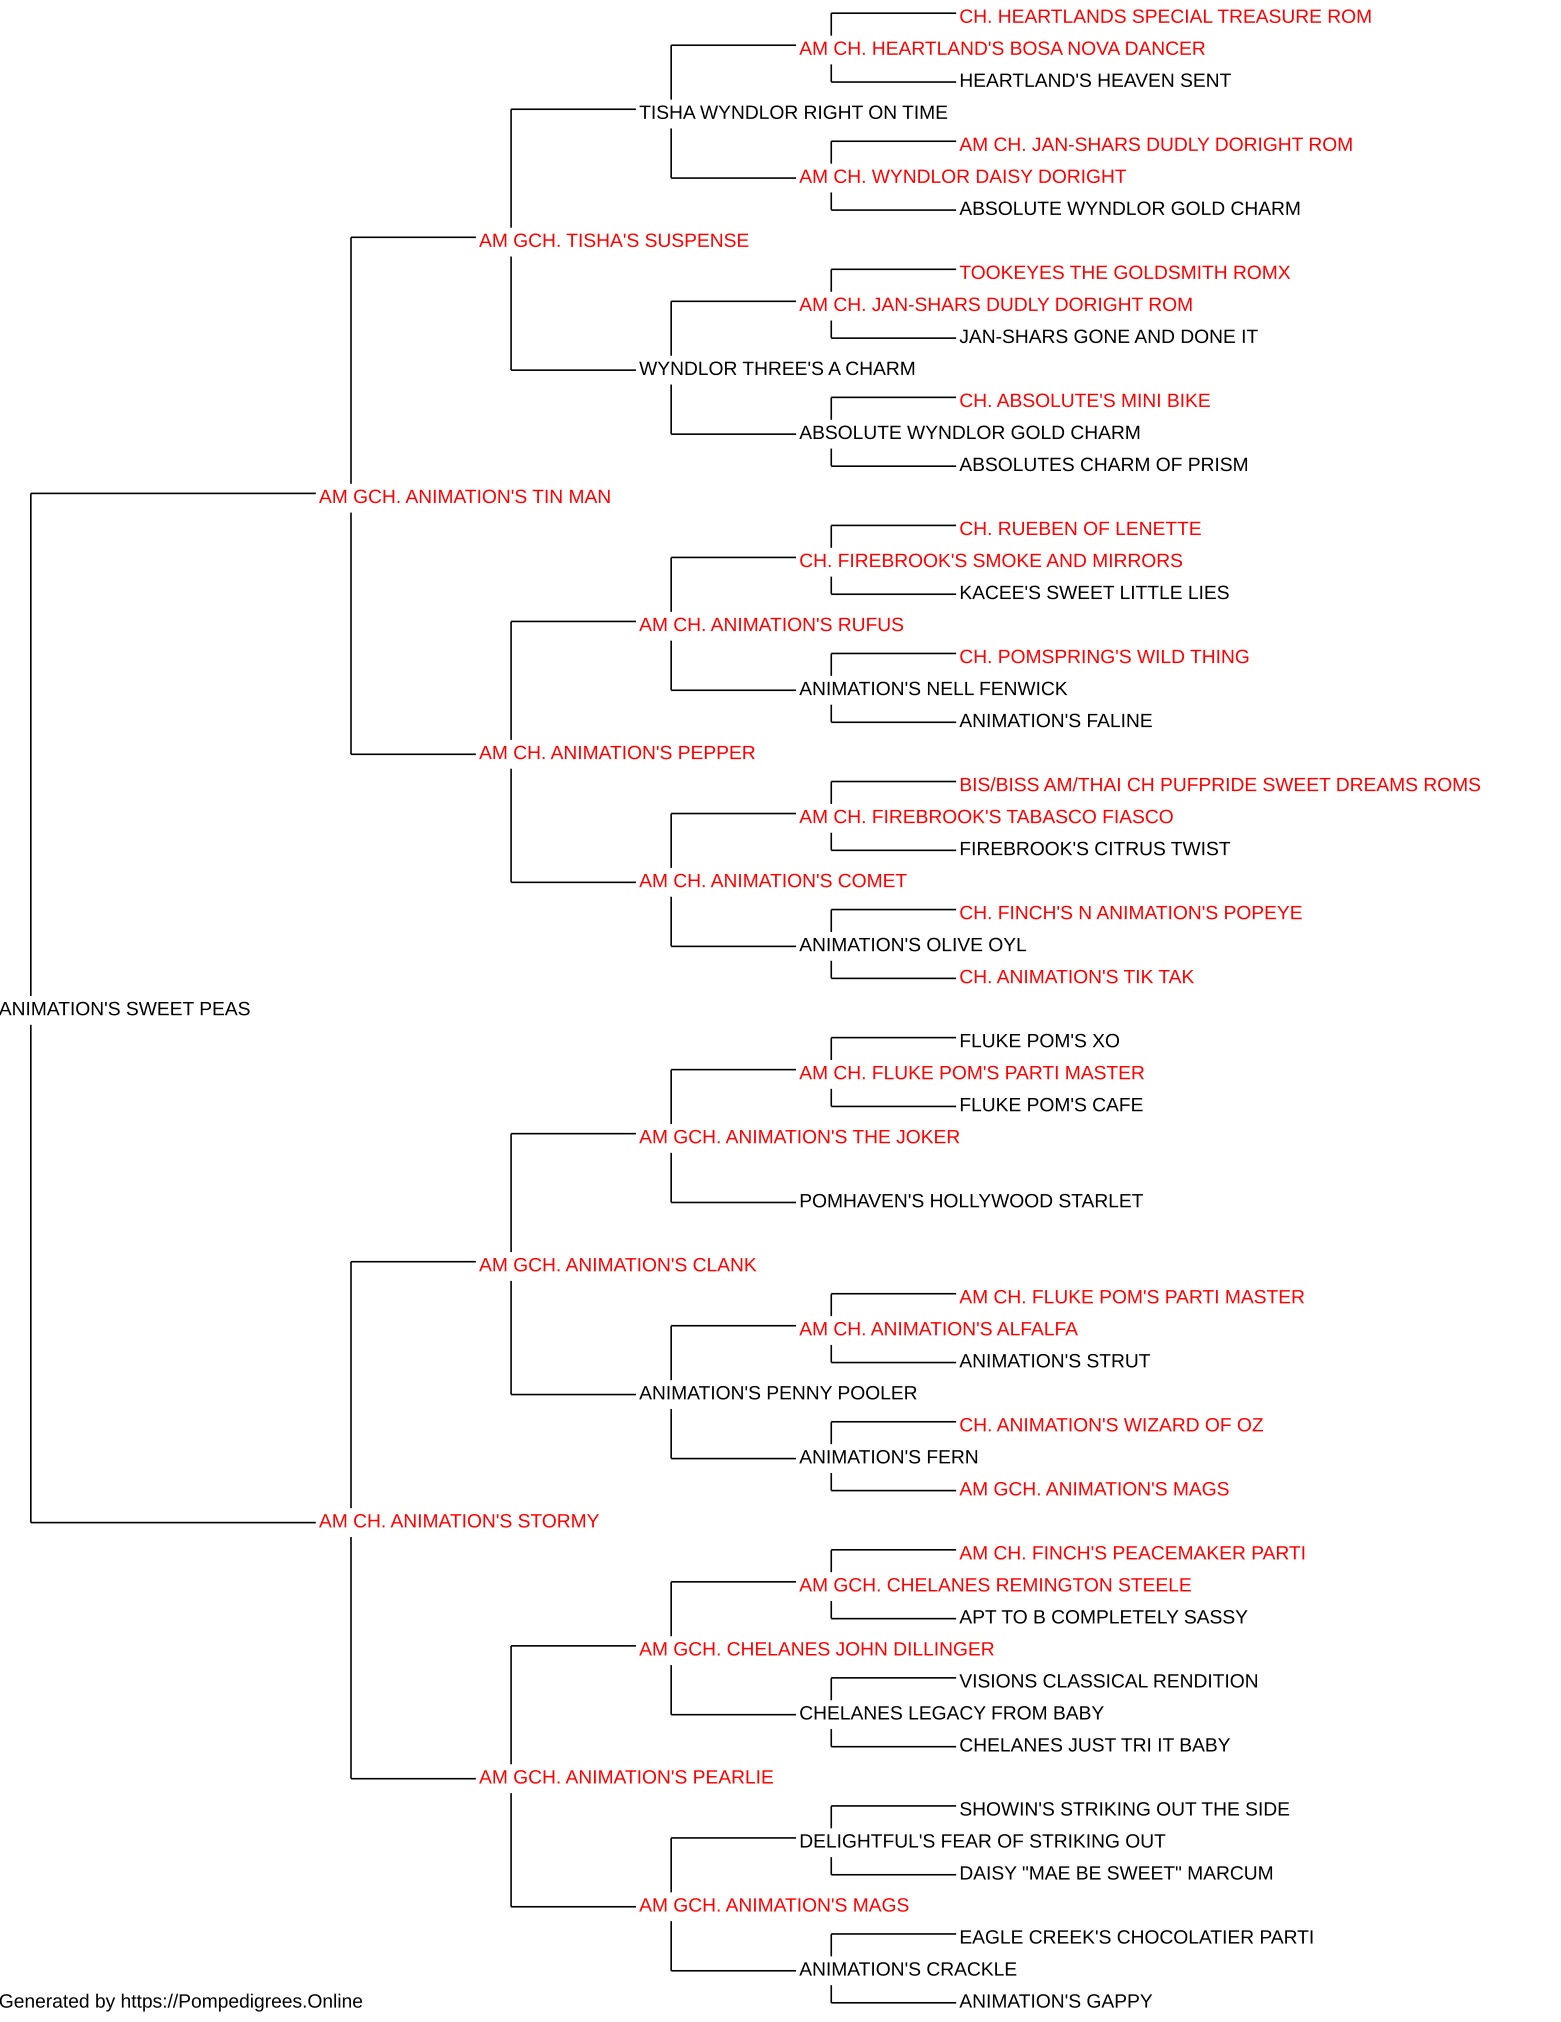 CH. HEARTLANDS SPECIAL TREASURE ROM
AM CH. HEARTLAND'S BOSA NOVA DANCER
HEARTLAND'S HEAVEN SENT
TISHA WYNDLOR RIGHT ON TIME
AM CH. JAN-SHARS DUDLY DORIGHT ROM
AM CH. WYNDLOR DAISY DORIGHT
ABSOLUTE WYNDLOR GOLD CHARM
AM GCH. TISHA'S SUSPENSE
TOOKEYES THE GOLDSMITH ROMX
AM CH. JAN-SHARS DUDLY DORIGHT ROM
JAN-SHARS GONE AND DONE IT
WYNDLOR THREE'S A CHARM
CH. ABSOLUTE'S MINI BIKE
ABSOLUTE WYNDLOR GOLD CHARM
ABSOLUTES CHARM OF PRISM
AM GCH. ANIMATION'S TIN MAN
CH. RUEBEN OF LENETTE
CH. FIREBROOK'S SMOKE AND MIRRORS
KACEE'S SWEET LITTLE LIES
AM CH. ANIMATION'S RUFUS
CH. POMSPRING'S WILD THING
ANIMATION'S NELL FENWICK
ANIMATION'S FALINE
AM CH. ANIMATION'S PEPPER
BIS/BISS AM/THAI CH PUFPRIDE SWEET DREAMS ROMS
AM CH. FIREBROOK'S TABASCO FIASCO
FIREBROOK'S CITRUS TWIST
AM CH. ANIMATION'S COMET
CH. FINCH'S N ANIMATION'S POPEYE
ANIMATION'S OLIVE OYL
CH. ANIMATION'S TIK TAK
ANIMATION'S SWEET PEAS
FLUKE POM'S XO
AM CH. FLUKE POM'S PARTI MASTER
FLUKE POM'S CAFE
AM GCH. ANIMATION'S THE JOKER
POMHAVEN'S HOLLYWOOD STARLET
AM GCH. ANIMATION'S CLANK
AM CH. FLUKE POM'S PARTI MASTER
AM CH. ANIMATION'S ALFALFA
ANIMATION'S STRUT
ANIMATION'S PENNY POOLER
CH. ANIMATION'S WIZARD OF OZ
ANIMATION'S FERN
AM GCH. ANIMATION'S MAGS
AM CH. ANIMATION'S STORMY
AM CH. FINCH'S PEACEMAKER PARTI
AM GCH. CHELANES REMINGTON STEELE
APT TO B COMPLETELY SASSY
AM GCH. CHELANES JOHN DILLINGER
VISIONS CLASSICAL RENDITION
CHELANES LEGACY FROM BABY
CHELANES JUST TRI IT BABY
AM GCH. ANIMATION'S PEARLIE
SHOWIN'S STRIKING OUT THE SIDE
DELIGHTFUL'S FEAR OF STRIKING OUT
DAISY "MAE BE SWEET" MARCUM
AM GCH. ANIMATION'S MAGS
EAGLE CREEK'S CHOCOLATIER PARTI
ANIMATION'S CRACKLE
ANIMATION'S GAPPY
Generated by https://Pompedigrees.Online